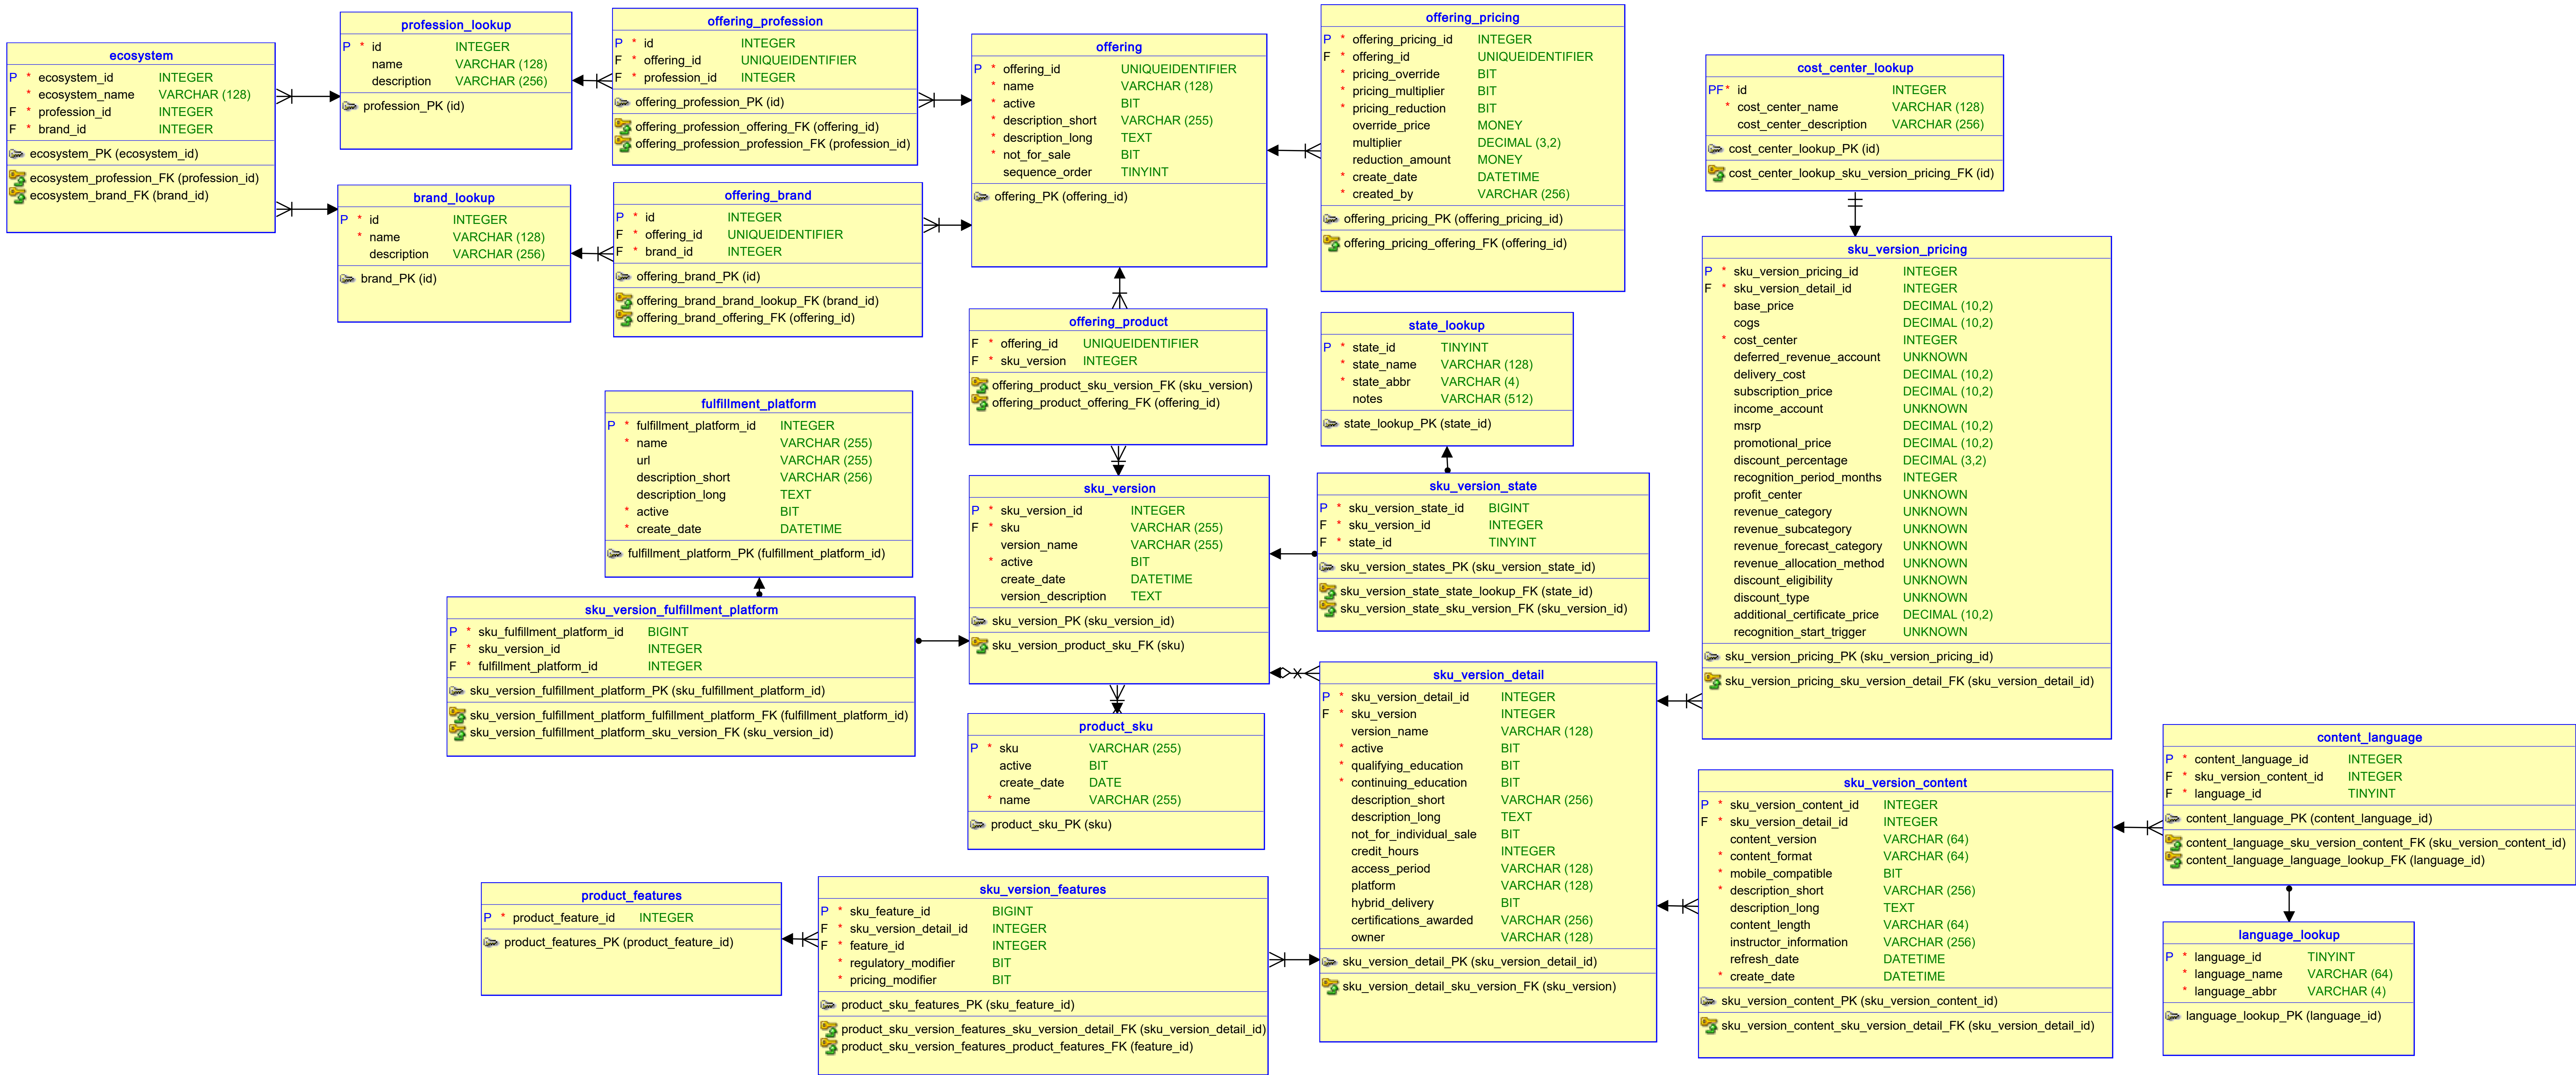 ecosystem
P * ecosystem_id INTEGER
* ecosystem_name VARCHAR (128)
F * profession_id INTEGER
F * brand_id INTEGER
ecosystem_PK (ecosystem_id)
ecosystem_profession_FK (profession_id)
ecosystem_brand_FK (brand_id)
profession_lookup
P * id INTEGER
name VARCHAR (128)
description VARCHAR (256)
profession_PK (id)
brand_lookup
P * id INTEGER
* name VARCHAR (128)
description VARCHAR (256)
brand_PK (id)
offering_profession
P * id INTEGER
F * offering_id UNIQUEIDENTIFIER
F * profession_id INTEGER
offering_profession_PK (id)
offering_profession_offering_FK (offering_id)
offering_profession_profession_FK (profession_id)
offering_brand
P * id INTEGER
F * offering_id UNIQUEIDENTIFIER
F * brand_id INTEGER
offering_brand_PK (id)
offering_brand_brand_lookup_FK (brand_id)
offering_brand_offering_FK (offering_id)
offering
P * offering_id UNIQUEIDENTIFIER
* name VARCHAR (128)
* active BIT
* description_short VARCHAR (255)
* description_long TEXT
* not_for_sale BIT
sequence_order TINYINT
offering_PK (offering_id)
offering_pricing
P * offering_pricing_id INTEGER
F * offering_id UNIQUEIDENTIFIER
* pricing_override BIT
* pricing_multiplier BIT
* pricing_reduction BIT
override_price MONEY
multiplier DECIMAL (3,2)
reduction_amount MONEY
* create_date DATETIME
* created_by VARCHAR (256)
offering_pricing_PK (offering_pricing_id)
offering_pricing_offering_FK (offering_id)
cost_center_lookup
PF* id INTEGER
* cost_center_name VARCHAR (128)
cost_center_description VARCHAR (256)
cost_center_lookup_PK (id)
cost_center_lookup_sku_version_pricing_FK (id)
sku_version_pricing
P * sku_version_pricing_id INTEGER
F * sku_version_detail_id INTEGER
base_price DECIMAL (10,2)
cogs DECIMAL (10,2)
* cost_center INTEGER
deferred_revenue_account UNKNOWN
delivery_cost DECIMAL (10,2)
subscription_price DECIMAL (10,2)
income_account UNKNOWN
msrp DECIMAL (10,2)
promotional_price DECIMAL (10,2)
discount_percentage DECIMAL (3,2)
recognition_period_months INTEGER
profit_center UNKNOWN
revenue_category UNKNOWN
revenue_subcategory UNKNOWN
revenue_forecast_category UNKNOWN
revenue_allocation_method UNKNOWN
discount_eligibility UNKNOWN
discount_type UNKNOWN
additional_certificate_price DECIMAL (10,2)
recognition_start_trigger UNKNOWN
sku_version_pricing_PK (sku_version_pricing_id)
sku_version_pricing_sku_version_detail_FK (sku_version_detail_id)
offering_product
F * offering_id UNIQUEIDENTIFIER
F * sku_version INTEGER
offering_product_sku_version_FK (sku_version)
offering_product_offering_FK (offering_id)
state_lookup
P * state_id TINYINT
* state_name VARCHAR (128)
* state_abbr VARCHAR (4)
notes VARCHAR (512)
state_lookup_PK (state_id)
fulfillment_platform
P * fulfillment_platform_id INTEGER
* name VARCHAR (255)
url VARCHAR (255)
description_short VARCHAR (256)
description_long TEXT
* active BIT
* create_date DATETIME
fulfillment_platform_PK (fulfillment_platform_id)
sku_version
P * sku_version_id INTEGER
F * sku VARCHAR (255)
version_name VARCHAR (255)
* active BIT
create_date DATETIME
version_description TEXT
sku_version_PK (sku_version_id)
sku_version_product_sku_FK (sku)
sku_version_state
P * sku_version_state_id BIGINT
F * sku_version_id INTEGER
F * state_id TINYINT
sku_version_states_PK (sku_version_state_id)
sku_version_state_state_lookup_FK (state_id)
sku_version_state_sku_version_FK (sku_version_id)
sku_version_fulfillment_platform
P * sku_fulfillment_platform_id BIGINT
F * sku_version_id INTEGER
F * fulfillment_platform_id INTEGER
sku_version_fulfillment_platform_PK (sku_fulfillment_platform_id)
sku_version_fulfillment_platform_fulfillment_platform_FK (fulfillment_platform_id)
sku_version_fulfillment_platform_sku_version_FK (sku_version_id)
product_sku
P * sku VARCHAR (255)
active BIT
create_date DATE
* name VARCHAR (255)
product_sku_PK (sku)
sku_version_detail
P * sku_version_detail_id INTEGER
F * sku_version INTEGER
version_name VARCHAR (128)
* active BIT
* qualifying_education BIT
* continuing_education BIT
description_short VARCHAR (256)
description_long TEXT
not_for_individual_sale BIT
credit_hours INTEGER
access_period VARCHAR (128)
platform VARCHAR (128)
hybrid_delivery BIT
certifications_awarded VARCHAR (256)
owner VARCHAR (128)
sku_version_detail_PK (sku_version_detail_id)
sku_version_detail_sku_version_FK (sku_version)
product_features
P * product_feature_id INTEGER
product_features_PK (product_feature_id)
sku_version_features
P * sku_feature_id BIGINT
F * sku_version_detail_id INTEGER
F * feature_id INTEGER
* regulatory_modifier BIT
* pricing_modifier BIT
product_sku_features_PK (sku_feature_id)
product_sku_version_features_sku_version_detail_FK (sku_version_detail_id)
product_sku_version_features_product_features_FK (feature_id)
sku_version_content
P * sku_version_content_id INTEGER
F * sku_version_detail_id INTEGER
content_version VARCHAR (64)
* content_format VARCHAR (64)
* mobile_compatible BIT
* description_short VARCHAR (256)
description_long TEXT
content_length VARCHAR (64)
instructor_information VARCHAR (256)
refresh_date DATETIME
* create_date DATETIME
sku_version_content_PK (sku_version_content_id)
sku_version_content_sku_version_detail_FK (sku_version_detail_id)
content_language
P * content_language_id INTEGER
F * sku_version_content_id INTEGER
F * language_id TINYINT
content_language_PK (content_language_id)
content_language_sku_version_content_FK (sku_version_content_id)
content_language_language_lookup_FK (language_id)
language_lookup
P * language_id TINYINT
* language_name VARCHAR (64)
* language_abbr VARCHAR (4)
language_lookup_PK (language_id)